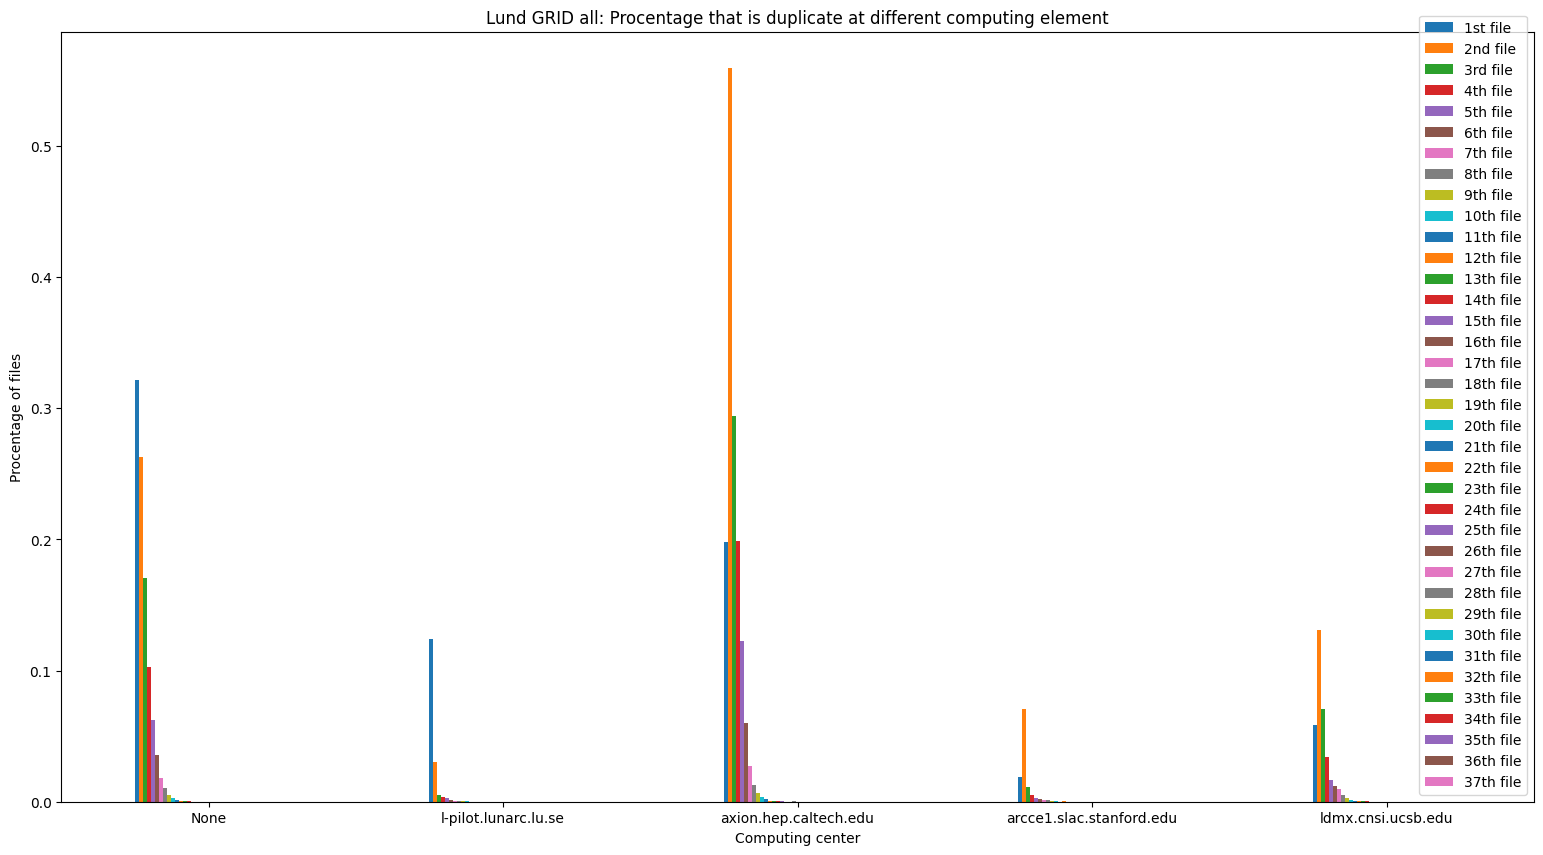 Lund GRID all: Procentage that is duplicate at different computing element
1st file
2nd file
3rd file
4th file
5th file
6th file
7th file
8th file
9th file
10th file
11th file
12th file
13th file
14th file
15th file
16th file
17th file
18th file
19th file
20th file
21th file
22th file
23th file
24th file
25th file
26th file
27th file
28th file
29th file
30th file
31th file
32th file
33th file
34th file
35th file
36th file
37th file
Procentage of files
0.5
0.4
0.3
0.2
0.1
0.0
None
l-pilot.lunarc.lu.se
axion.hep.caltech.edu
arcce1.slac.stanford.edu
ldmx.cnsi.ucsb.edu
Computing center